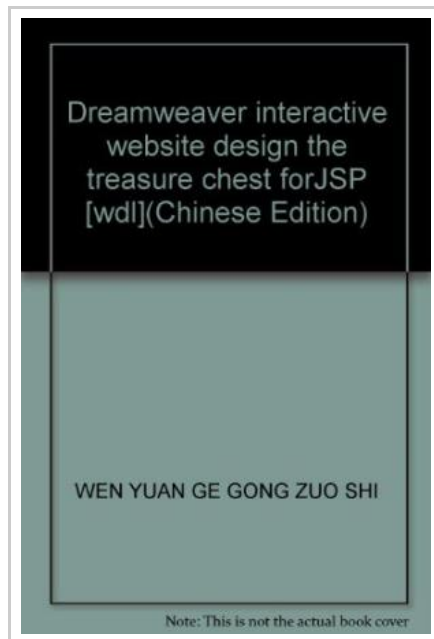 Dreamweaver interactive
website design the
treasure chest forJSP
[wdl](Chinese Edition)
WEN YUAN GE GONG ZUO SHI
Note: This is not the actual book cover